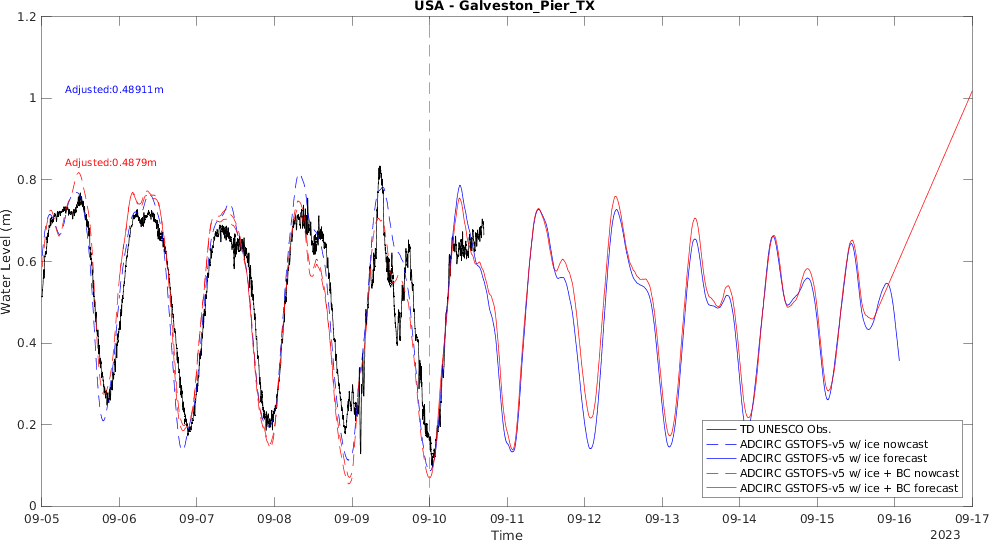 USA - Galveston_Pier_TX
1.2
Adjusted:0.48911m
1
Adjusted:0.4879m
0.8
Water Level (m)
0.6
0.4
0.2
TD UNESCO Obs.
ADCIRC GSTOFS-v5 w/ ice nowcast
ADCIRC GSTOFS-v5 w/ ice forecast
ADCIRC GSTOFS-v5 w/ ice + BC nowcast
ADCIRC GSTOFS-v5 w/ ice + BC forecast
0
09-05 09-06 09-07 09-08 09-09 09-10 09-11 09-12 09-13 09-14 09-15 09-16 09-17
Time
2023